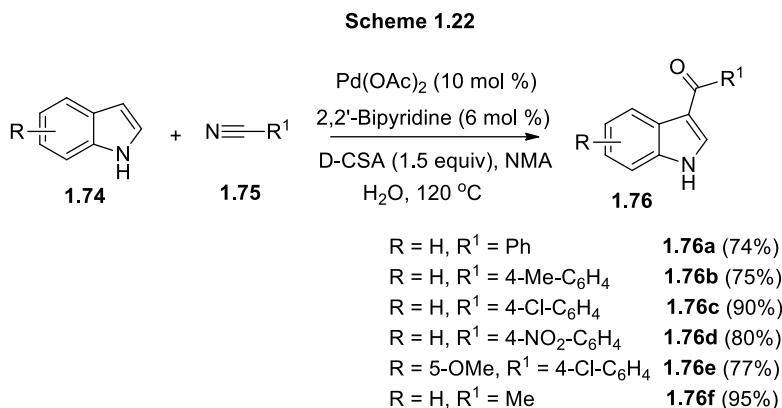 Scheme 1.22
R
N
H
1.74
+
N
R¹
1.75
Pd(OAc)₂ (10 mol %)
2,2'-Bipyridine (6 mol %)
D-CSA (1.5 equiv), NMA
H₂O, 120 °C
O
R¹
R
N
H
1.76
R = H, R¹ = Ph 1.76a (74%)
R = H, R¹ = 4-Me-C₆H₄ 1.76b (75%)
R = H, R¹ = 4-Cl-C₆H₄ 1.76c (90%)
R = H, R¹ = 4-NO₂-C₆H₄ 1.76d (80%)
R = 5-OMe, R¹ = 4-Cl-C₆H₄ 1.76e (77%)
R = H, R¹ = Me 1.76f (95%)